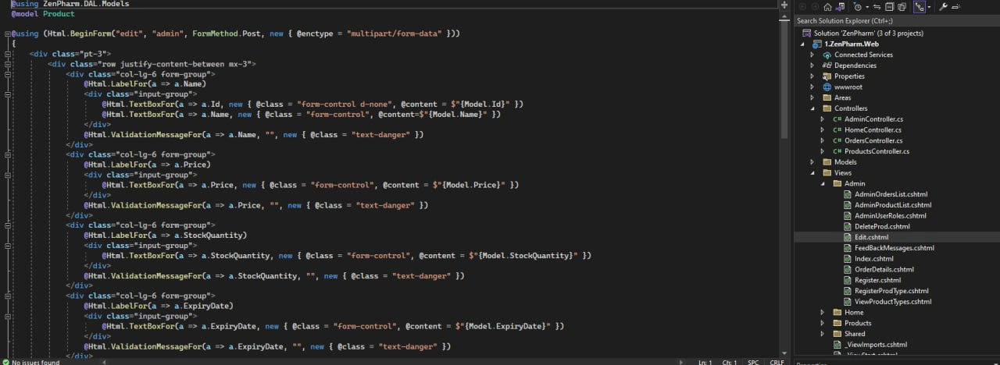 @using ZenPharm.DAL.Models
@model Product
@using (Html.BeginForm("edit", "admin", FormMethod.Post, new { @enctype = "multipart/form-data" }))
{
<div class="pt-3">
<div class="row justify-content-between mx-3">
<div class="col-lg-6 form-group">
@Html.LabelFor(a => a.Name)
<div class="input-group">
@Html.TextBoxFor(a => a.Id, new { @class = "form-control d-none", @content = $"{Model.Id}" })
@Html.TextBoxFor(a => a.Name, new { @class = "form-control", @content=$"{Model.Name}" })
</div>
@Html.ValidationMessageFor(a => a.Name, "", new { @class = "text-danger" })
</div>
<div class="col-lg-6 form-group">
@Html.LabelFor(a => a.Price)
<div class="input-group">
@Html.TextBoxFor(a => a.Price, new { @class = "form-control", @content = $"{Model.Price}" })
</div>
@Html.ValidationMessageFor(a => a.Price, "", new { @class = "text-danger" })
</div>
<div class="col-lg-6 form-group">
@Html.LabelFor(a => a.StockQuantity)
<div class="input-group">
@Html.TextBoxFor(a => a.StockQuantity, new { @class = "form-control", @content = $"{Model.StockQuantity}" })
</div>
@Html.ValidationMessageFor(a => a.StockQuantity, "", new { @class = "text-danger" })
</div>
<div class="col-lg-6 form-group">
@Html.LabelFor(a => a.ExpiryDate)
<div class="input-group">
@Html.TextBoxFor(a => a.ExpiryDate, new { @class = "form-control", @content = $"{Model.ExpiryDate}" })
</div>
@Html.ValidationMessageFor(a => a.ExpiryDate, "", new { @class = "text-danger" })
</div>
No issues found
Ln: 1 Ch: 1 SPC CRLF
Search Solution Explorer (Ctrl+;)
Solution 'ZenPharm' (3 of 3 projects)
1.ZenPharm.Web
Connected Services
Dependencies
Properties
wwwroot
Areas
Controllers
C# AdminController.cs
C# HomeController.cs
C# OrdersController.cs
C# ProductsController.cs
Models
Views
Admin
AdminOrdersList.cshtml
AdminProductList.cshtml
AdminUserRoles.cshtml
DeleteProd.cshtml
Edit.cshtml
FeedBackMessages.cshtml
Index.cshtml
OrderDetails.cshtml
Register.cshtml
RegisterProdType.cshtml
ViewProductTypes.cshtml
Home
Products
Shared
_ViewImports.cshtml
_ViewStart.cshtml